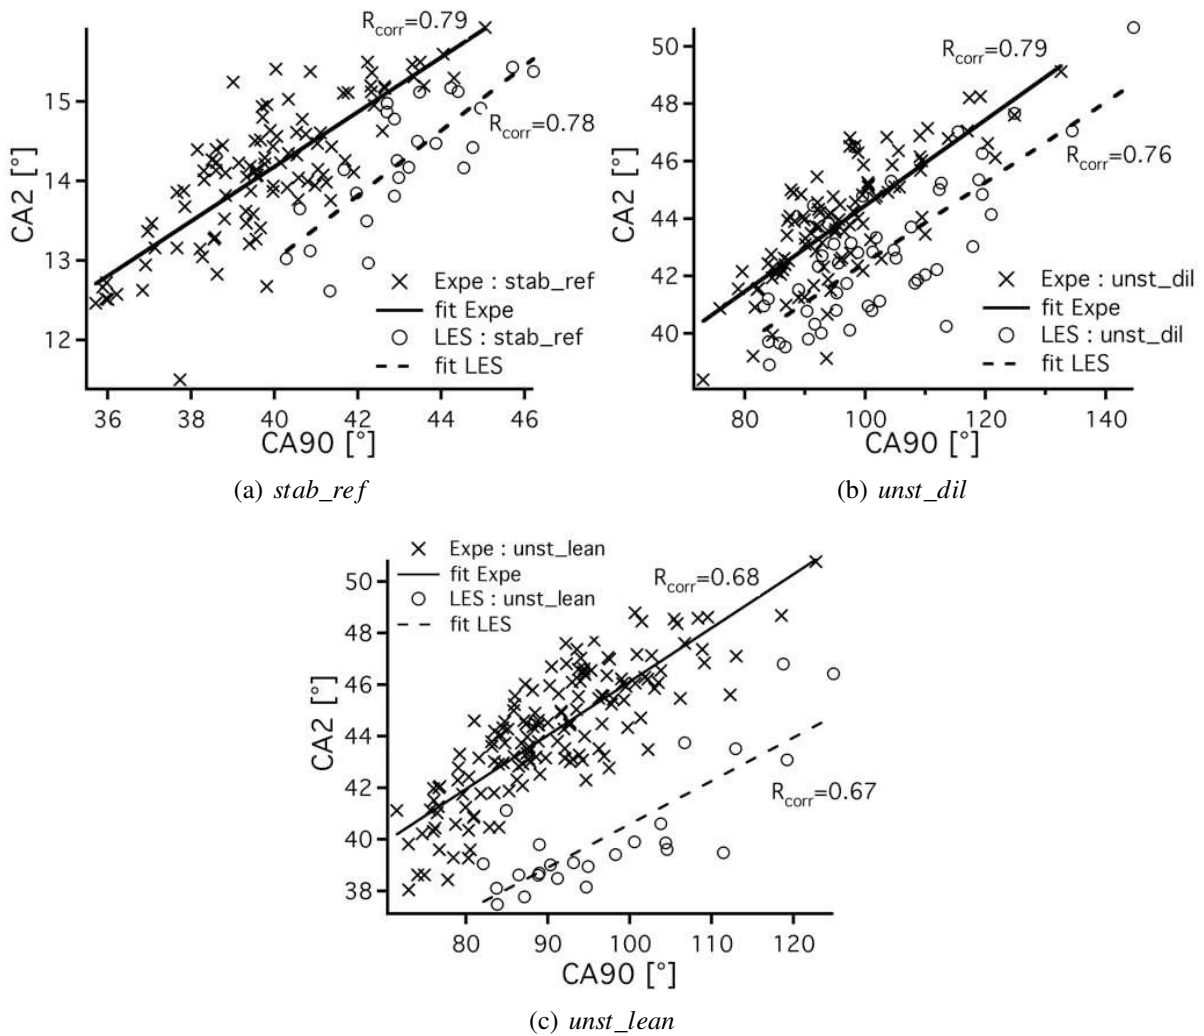 R_corr=0.79
15
14
13
12
CA2 [°]
R_corr=0.78
Expe : stab_ref
fit Expe
LES : stab_ref
fit LES
36 38 40 42 44 46
CA90 [°]
(a) stab_ref
50
48
46
44
42
40
CA2 [°]
R_corr=0.79
R_corr=0.76
Expe : unst_dil
fit Expe
LES : unst_dil
fit LES
80 100 120 140
CA90 [°]
(b) unst_dil
Expe : unst_lean
fit Expe
LES : unst_lean
fit LES
50
48
46
44
42
40
38
CA2 [°]
R_corr=0.68
R_corr=0.67
80 90 100 110 120
CA90 [°]
(c) unst_lean